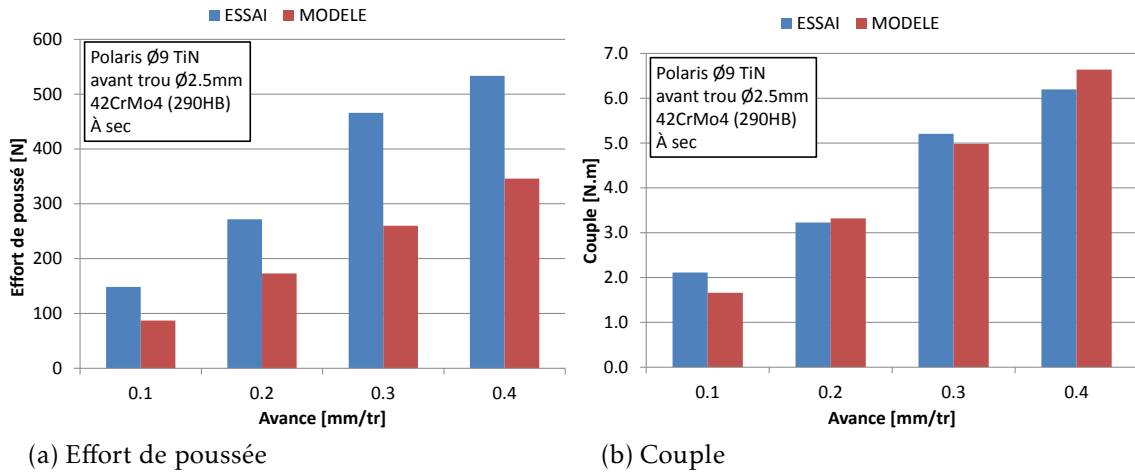 ESSAI MODELE
600
500
400
300
200
100
0
Effort de poussé [N]
Polaris Ø9 TiN
avant trou Ø2.5mm
42CrMo4 (290HB)
À sec
0.1 0.2 0.3 0.4
Avance [mm/tr]
(a) Effort de poussée
ESSAI MODELE
7.0
6.0
5.0
4.0
3.0
2.0
1.0
0.0
Couple [N.m]
Polaris Ø9 TiN
avant trou Ø2.5mm
42CrMo4 (290HB)
À sec
0.1 0.2 0.3 0.4
Avance [mm/tr]
(b) Couple